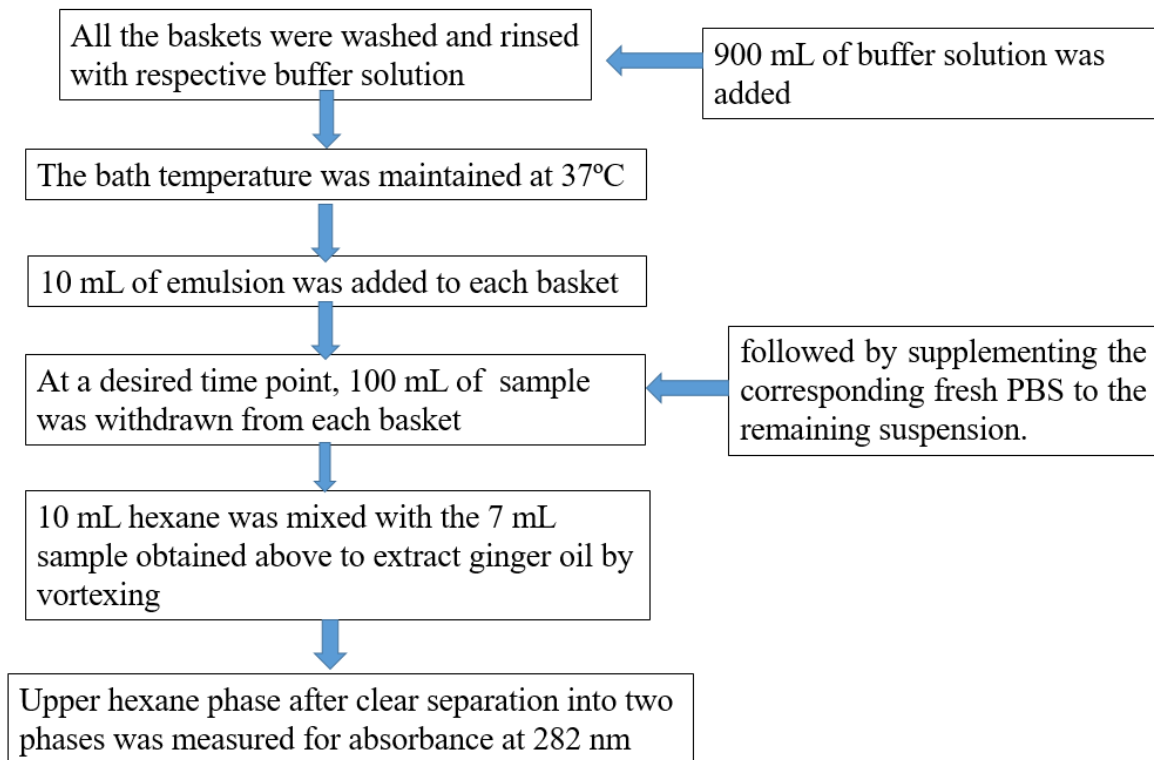 All the baskets were washed and rinsed
with respective buffer solution
900 mL of buffer solution was
added
The bath temperature was maintained at 37ºC
10 mL of emulsion was added to each basket
At a desired time point, 100 mL of sample
was withdrawn from each basket
followed by supplementing the
corresponding fresh PBS to the
remaining suspension.
10 mL hexane was mixed with the 7 mL
sample obtained above to extract ginger oil by
vortexing
Upper hexane phase after clear separation into two
phases was measured for absorbance at 282 nm